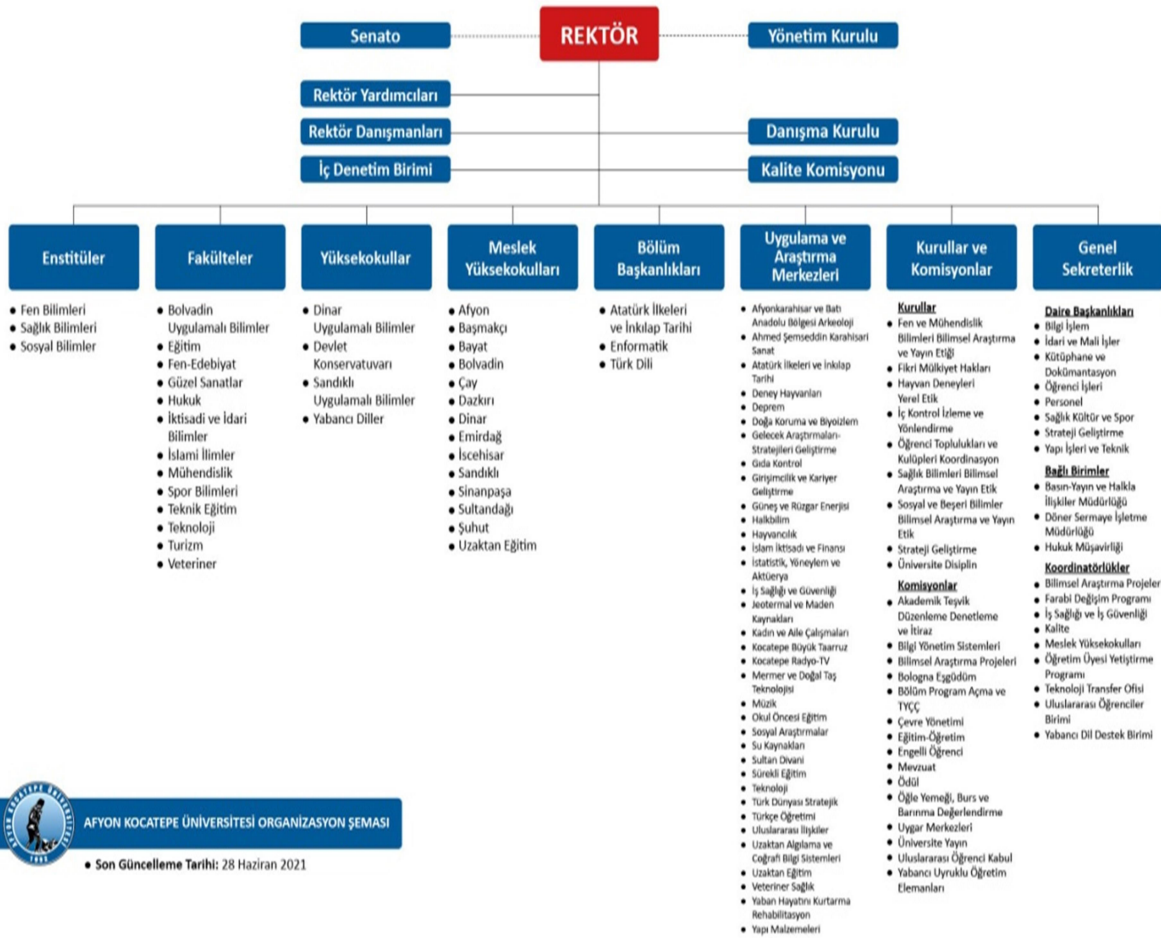 Senato
REKTÖR
Yönetim Kurulu
Rektör Yardımcıları
Rektör Danışmanları
Danışma Kurulu
İç Denetim Birimi
Kalite Komisyonu
Enstitüler
• Fen Bilimleri
• Sağlık Bilimleri
• Sosyal Bilimler
Fakülteler
• Bolvadin
Uygulamalı Bilimler
• Eğitim
• Fen-Edebiyat
• Güzel Sanatlar
• Hukuk
• İktisadi ve İdari
Bilimler
• İslami İlimler
• Mühendislik
• Spor Bilimleri
• Teknik Eğitim
• Teknoloji
• Turizm
• Veteriner
Yüksekokullar
• Dinar
Uygulamalı Bilimler
• Devlet
Konservatuvarı
• Sandıklı
Uygulamalı Bilimler
• Yabancı Diller
Meslek
Yüksekokulları
• Afyon
• Başmakçı
• Bayat
• Bolvadin
• Çay
• Dazkırı
• Dinar
• Emirdağ
• İscehisar
• Sandıklı
• Sinanpaşa
• Sultandağı
• Şuhut
• Uzaktan Eğitim
Bölüm
Başkanlıkları
• Atatürk İlkeleri
ve İnkılap Tarihi
• Enformatik
• Türk Dili
Uygulama ve
Araştırma
Merkezleri
• Afyonkarahisar ve Batı
Anadolu Bölgesi Arkeoloji
• Ahmed Şemseddin Karahisari
Sanat
• Atatürk İlkeleri ve İnkılap
Tarihi
• Deney Hayvanları
• Deprem
• Doğa Koruma ve Biyoizlem
• Gelecek Araştırmaları-
Stratejileri Geliştirme
• Gıda Kontrol
• Girişimcilik ve Kariyer
Geliştirme
• Güneş ve Rüzgar Enerjisi
• Halkbilim
• Hayvancılık
• İslam İktisadı ve Finansı
• İstatistik, Yöneylem ve
Aktüerya
• İş Sağlığı ve Güvenliği
• Jeotermal ve Maden
Kaynakları
• Kadın ve Aile Çalışmaları
• Kocatepe Büyük Taarruz
• Kocatepe Radyo-TV
• Mermer ve Doğal Taş
Teknolojisi
• Müzik
• Okul Öncesi Eğitim
• Sosyal Araştırmalar
• Su Kaynakları
• Sultan Divani
• Sürekli Eğitim
• Teknoloji
• Türk Dünyası Stratejik
• Türkçe Öğretimi
• Uluslararası İlişkiler
• Uzaktan Algılama ve
Coğrafi Bilgi Sistemleri
• Uzaktan Eğitim
• Veteriner Sağlık
• Yaban Hayatını Kurtarma
Rehabilitasyon
• Yapı Malzemeleri
Kurullar ve
Komisyonlar
Kurullar
• Fen ve Mühendislik
Bilimleri Bilimsel Araştırma
ve Yayın Etiği
• Fikri Mülkiyet Hakları
• Hayvan Deneyleri
Yerel Etik
• İç Kontrol İzleme ve
Yönlendirme
• Öğrenci Toplulukları ve
Kulüpleri Koordinasyon
• Sağlık Bilimleri Bilimsel
Araştırma ve Yayın Etik
• Sosyal ve Beşeri Bilimler
Bilimsel Araştırma ve Yayın
Etik
• Strateji Geliştirme
• Üniversite Disiplin
Komisyonlar
• Akademik Teşvik
Düzenleme Denetleme
ve İtiraz
• Bilgi Yönetim Sistemleri
• Bilimsel Araştırma Projeleri
• Bologna Eşgüdüm
• Bölüm Program Açma ve
TYÇÇ
• Çevre Yönetimi
• Eğitim-Öğretim
• Engelli Öğrenci
• Mevzuat
• Ödül
• Öğle Yemeği, Burs ve
Barınma Değerlendirme
• Uygar Merkezleri
• Üniversite Yayın
• Uluslararası Öğrenci Kabul
• Yabancı Uyruklu Öğretim
Elemanları
Genel
Sekreterlik
Daire Başkanlıkları
• Bilgi İşlem
• İdari ve Mali İşler
• Kütüphane ve
Dokümantasyon
• Öğrenci İşleri
• Personel
• Sağlık Kültür ve Spor
• Strateji Geliştirme
• Yapı İşleri ve Teknik
Bağlı Birimler
• Basın-Yayın ve Halkla
İlişkiler Müdürlüğü
• Döner Sermaye İşletme
Müdürlüğü
• Hukuk Müşavirliği
Koordinatörlükler
• Bilimsel Araştırma Projeler
• Farabi Değişim Programı
• İş Sağlığı ve İş Güvenliği
• Kalite
• Meslek Yüksekokulları
• Öğretim Üyesi Yetiştirme
Programı
• Teknoloji Transfer Ofisi
• Uluslararası Öğrenciler
Birimi
• Yabancı Dil Destek Birimi
AFYON KOCATEPE ÜNİVERSİTESİ
1992
AFYON KOCATEPE ÜNİVERSİTESİ ORGANİZASYON ŞEMASI
• Son Güncelleme Tarihi: 28 Haziran 2021